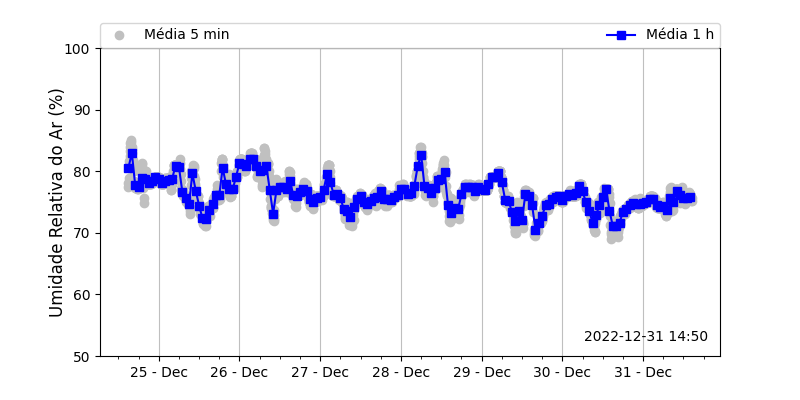 Média 5 min Média 1 h
Umidade Relativa do Ar (%)
100
90
80
70
60
50
2022-12-31 14:50
25 - Dec 26 - Dec 27 - Dec 28 - Dec 29 - Dec 30 - Dec 31 - Dec